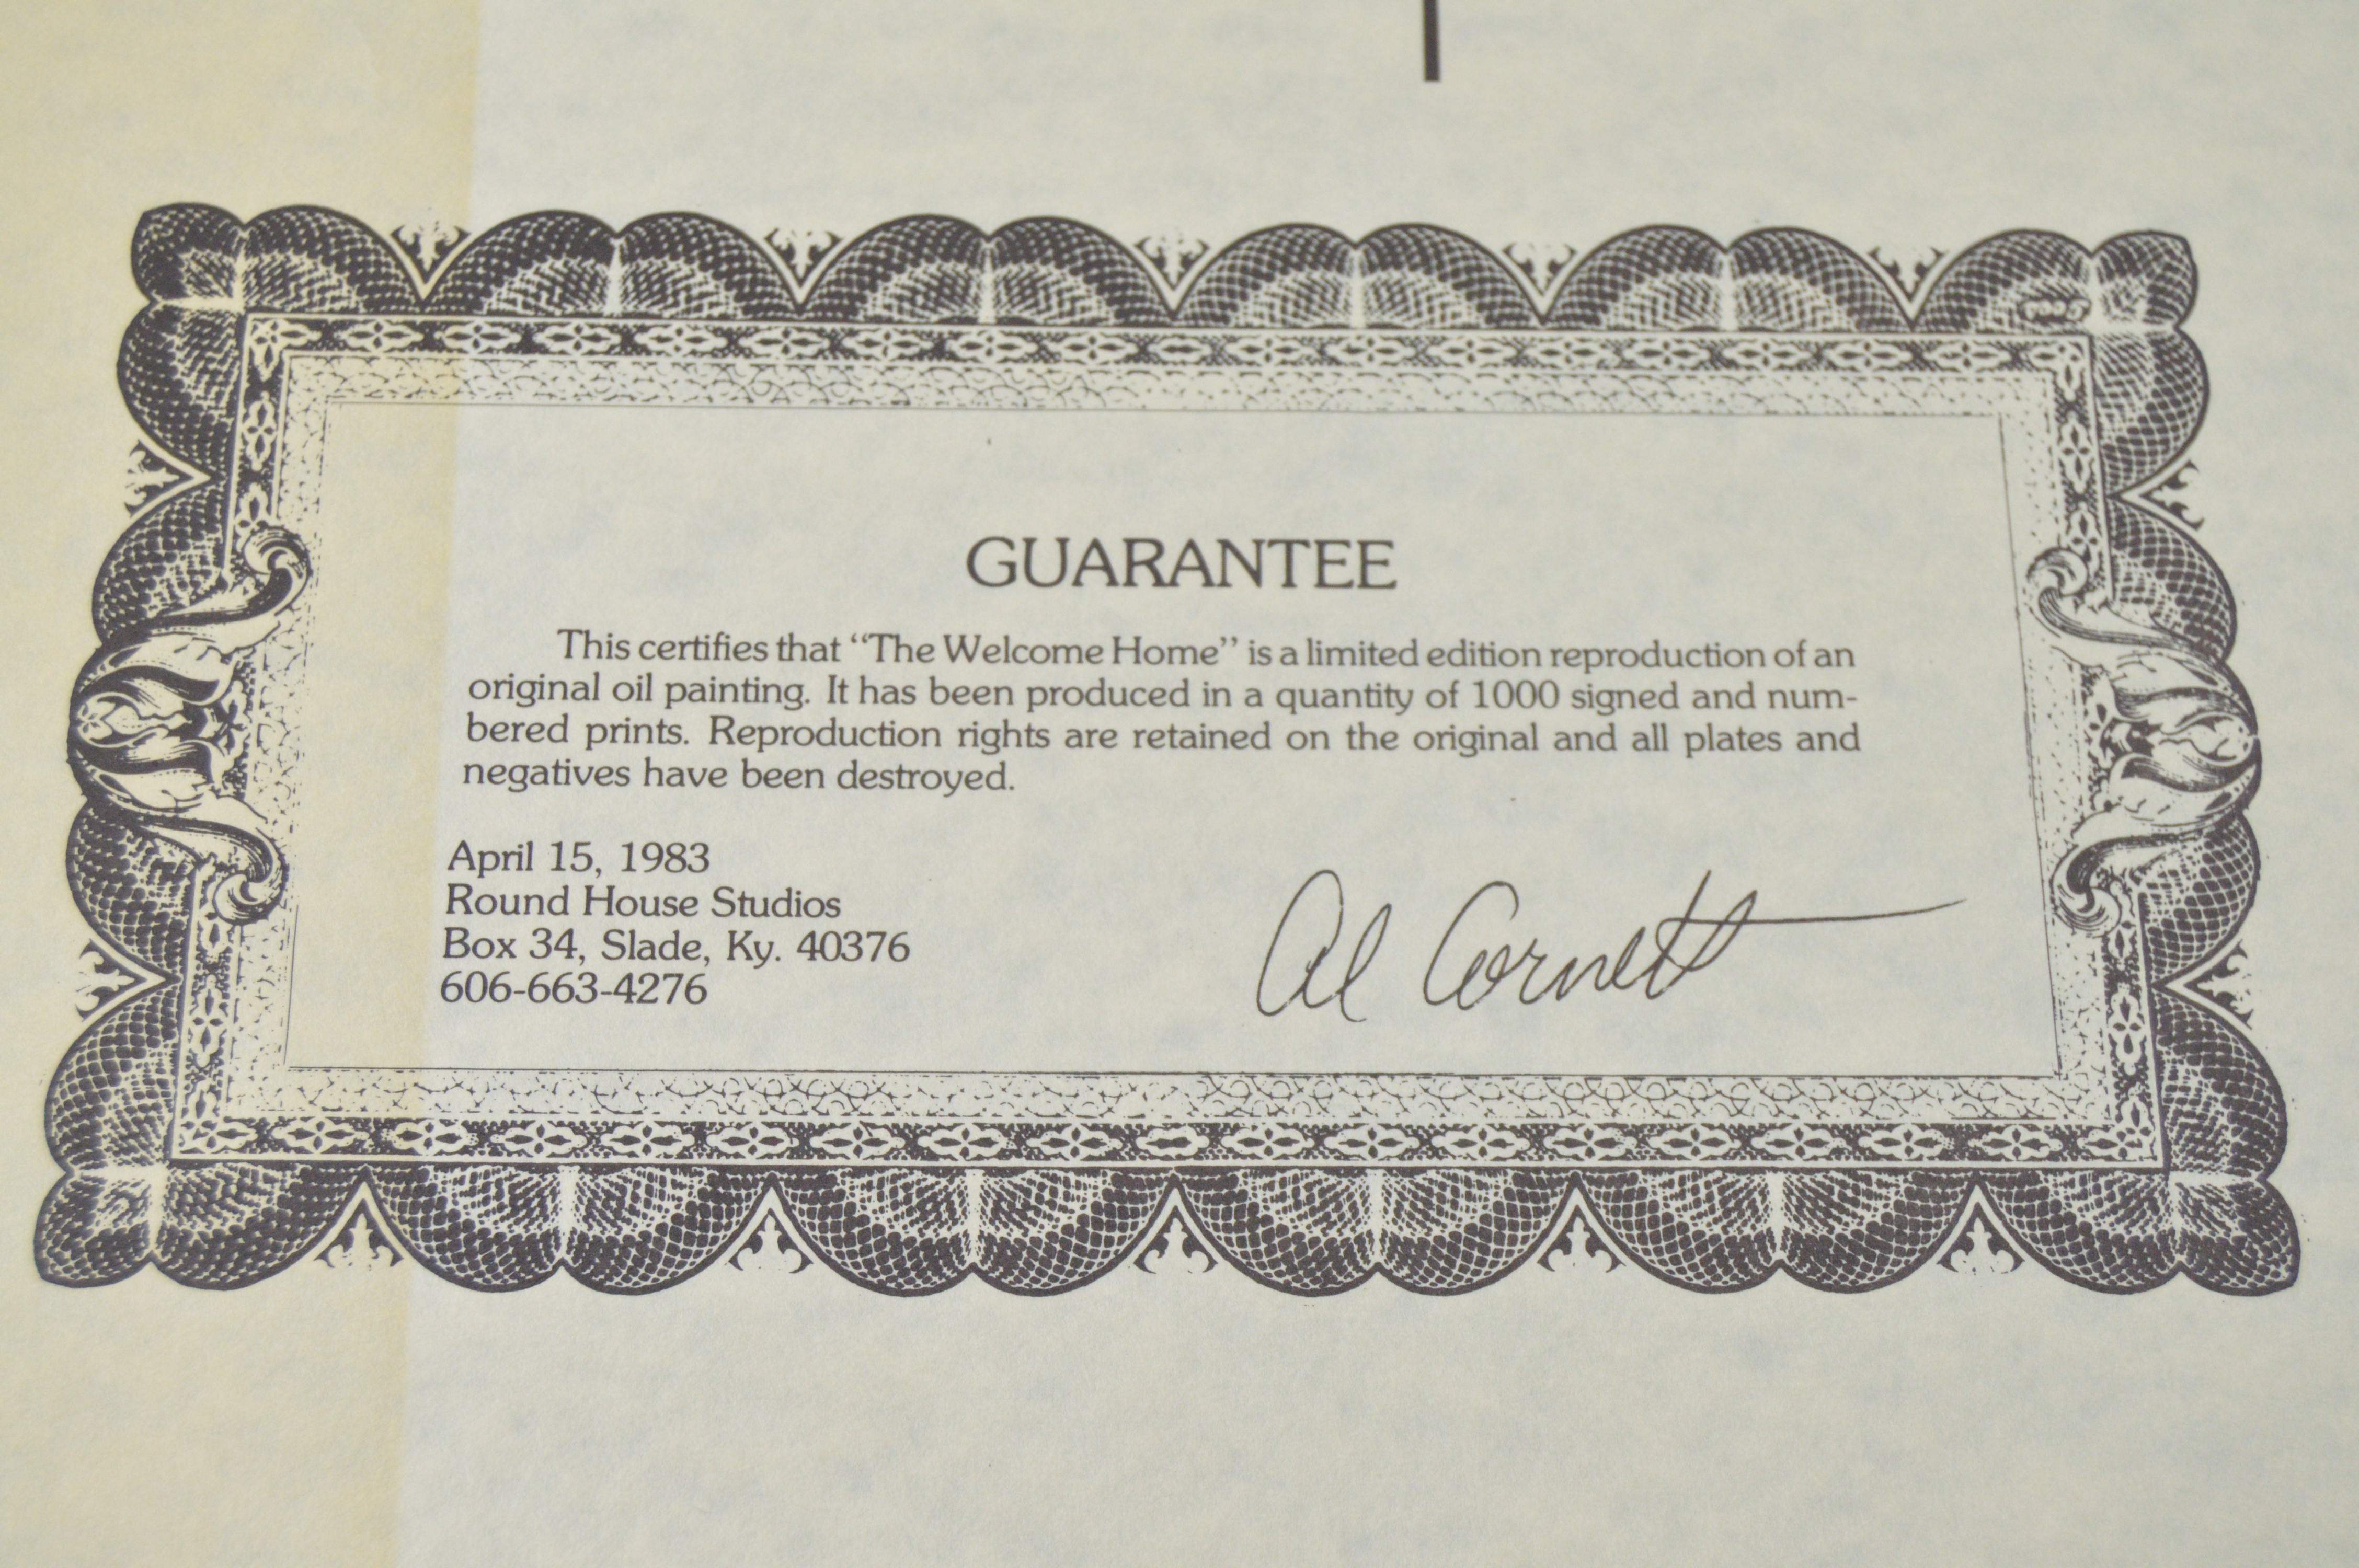 GUARANTEE
This certifies that “The Welcome Home” is a limited edition reproduction of an
original oil painting. It has been produced in a quantity of 1000 signed and num-
bered prints. Reproduction rights are retained on the original and all plates and
negatives have been destroyed.
April 15, 1983
Round House Studios
Box 34, Slade, Ky. 40376
606-663-4276
Al Cornett